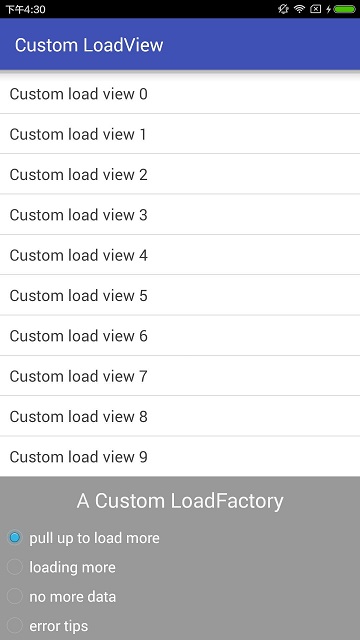 下午4:30
Custom LoadView
Custom load view 0
Custom load view 1
Custom load view 2
Custom load view 3
Custom load view 4
Custom load view 5
Custom load view 6
Custom load view 7
Custom load view 8
Custom load view 9
A Custom LoadFactory
pull up to load more
loading more
no more data
error tips